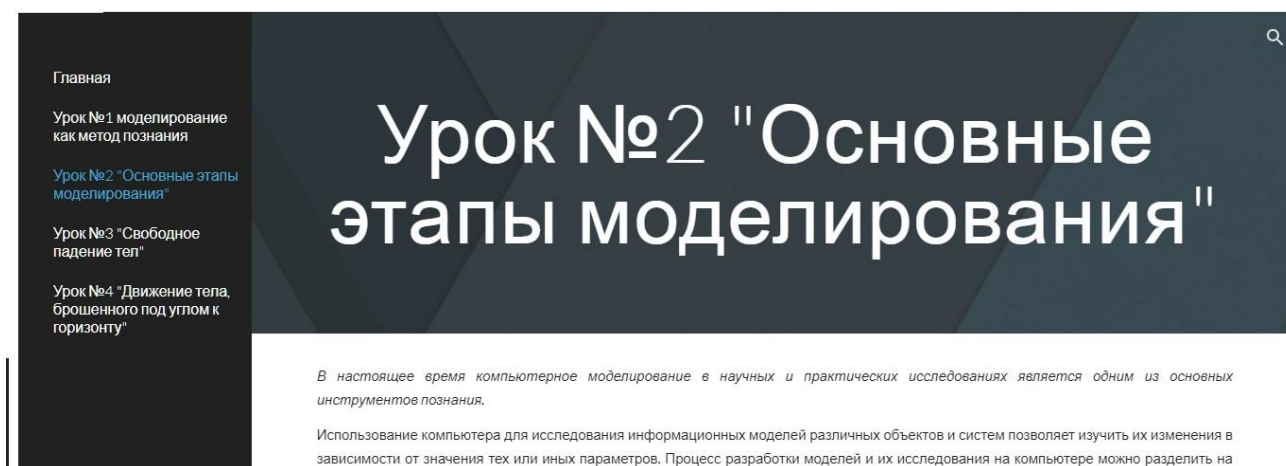 Главная
Урок №1 моделирование
как метод познания
Урок №2 "Основные этапы
моделирования"
Урок №3 "Свободное
падение тел"
Урок №4 "Движение тела,
брошенного под углом к
горизонту"
Урок №2 "Основные
этапы моделирования"
В настоящее время компьютерное моделирование в научных и практических исследованиях является одним из основных
инструментов познания.
Использование компьютера для исследования информационных моделей различных объектов и систем позволяет изучить их изменения в
зависимости от значения тех или иных параметров. Процесс разработки моделей и их исследования на компьютере можно разделить на